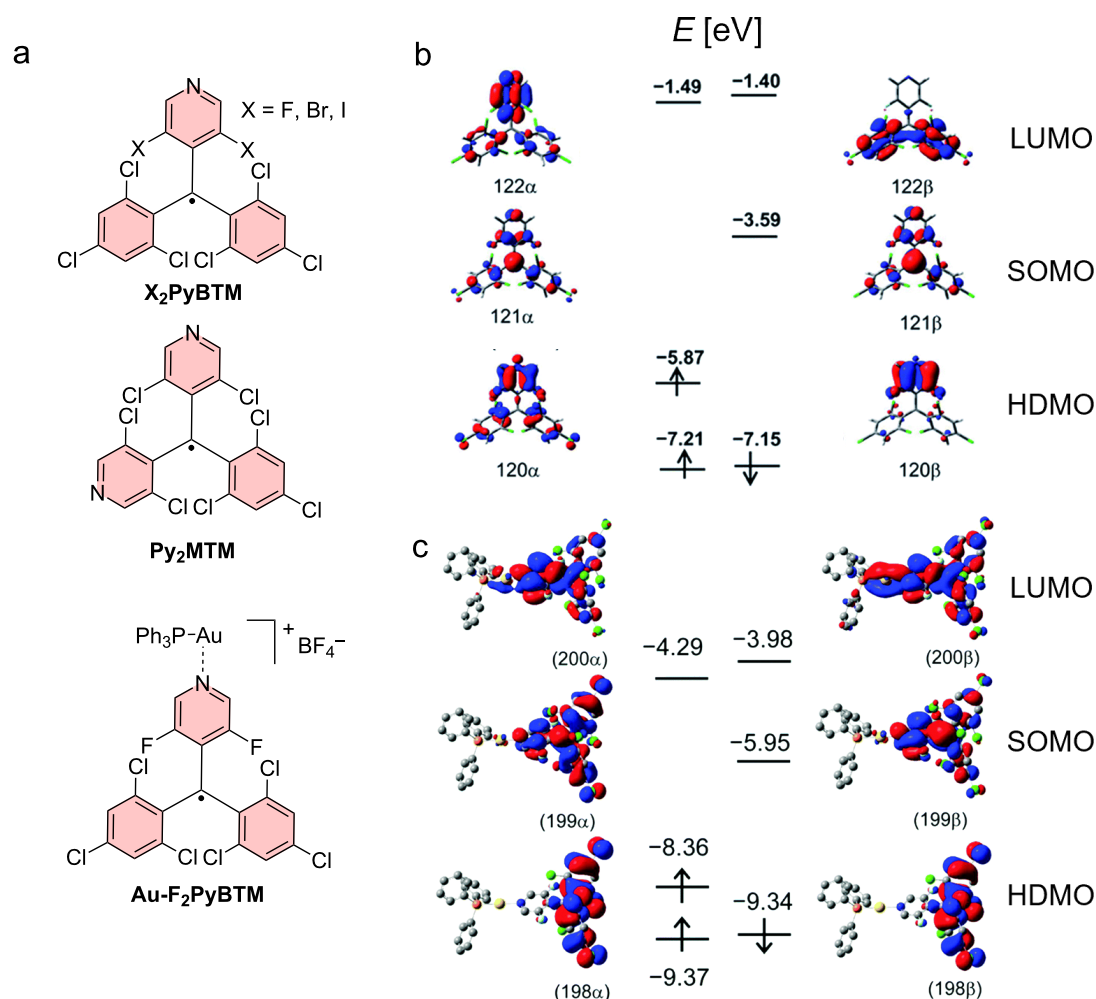 a
N
X = F, Br, I
X
X
Cl
Cl
Cl
Cl
Cl
Cl
X₂PyBTM
N
Cl
Cl
Cl
Cl
N
Cl
Cl
Cl
Py₂MTM
Ph₃P-Au
+
BF₄⁻
N
F
F
Cl
Cl
Cl
Cl
Cl
Cl
Au-F₂PyBTM
b
E [eV]
−1.49
−1.40
LUMO
122α
122β
−3.59
SOMO
121α
121β
−5.87
HDMO
−7.21
−7.15
120α
120β
c
LUMO
−4.29
−3.98
(200α)
(200β)
SOMO
−5.95
(199α)
(199β)
−8.36
HDMO
−9.34
−9.37
(198α)
(198β)